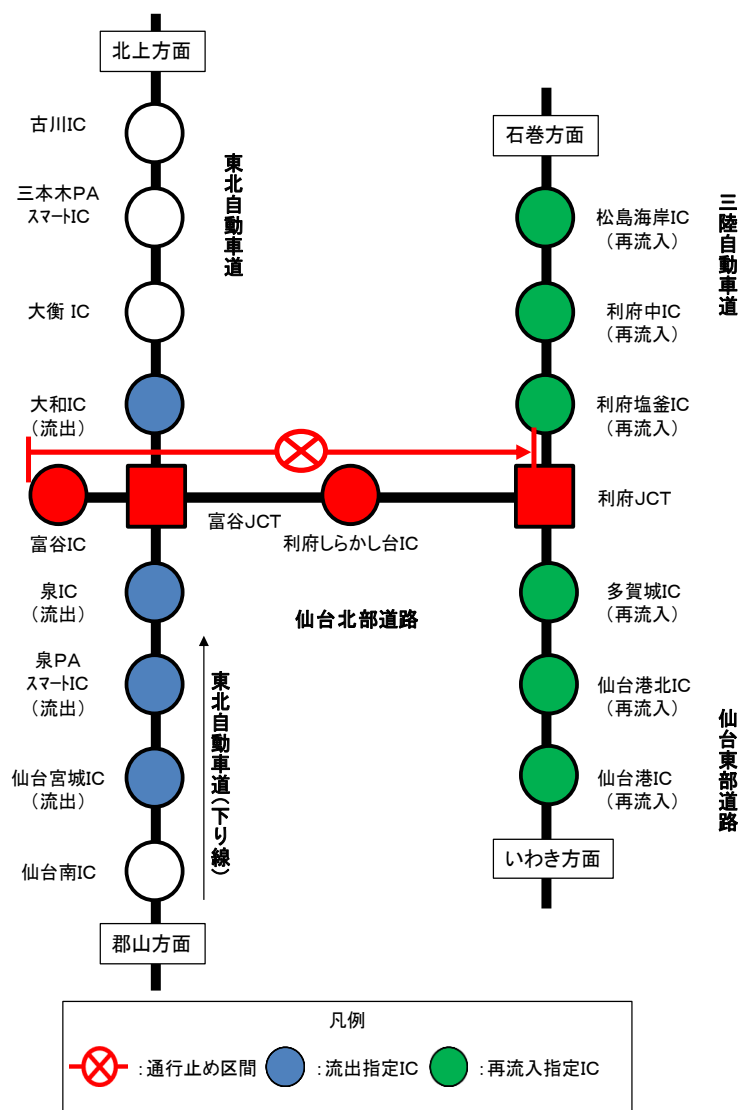 北上方面
古川IC
三本木PA
スマートIC
大衡 IC
大和IC
（流出）
富谷IC
富谷JCT
利府しらかし台IC
泉IC
（流出）
泉PA
スマートIC
（流出）
仙台宮城IC
（流出）
仙台南IC
郡山方面
東北自動車道
東北自動車道(下り線)
仙台北部道路
石巻方面
松島海岸IC
（再流入）
利府中IC
（再流入）
利府塩釜IC
（再流入）
利府JCT
多賀城IC
（再流入）
仙台港北IC
（再流入）
仙台港IC
（再流入）
いわき方面
三陸自動車道
仙台東部道路
凡例
：通行止め区間
：流出指定IC
：再流入指定IC